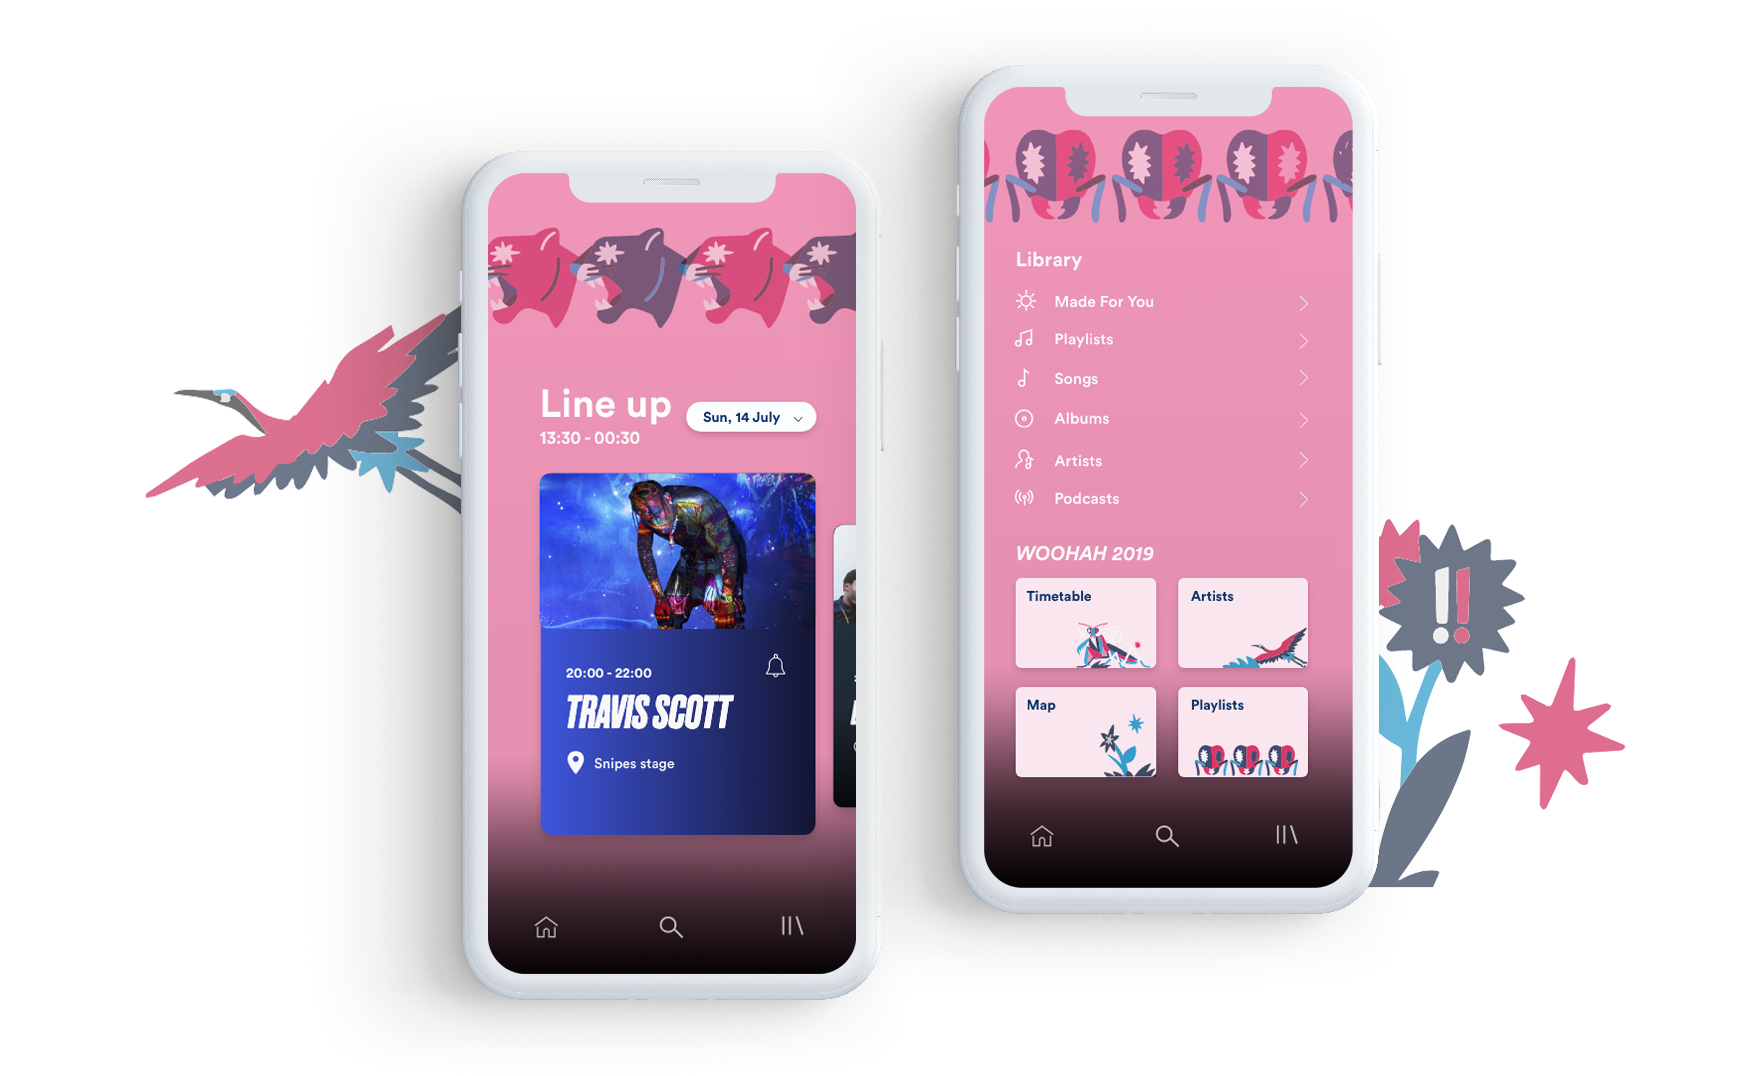 Line up
Sun, 14 July
13:30 - 00:30
20:00 - 22:00
TRAVIS SCOTT
Snipes stage
Library
Made For You
Playlists
Songs
Albums
Artists
Podcasts
WOOHAH 2019
Timetable
Artists
Map
Playlists
!!